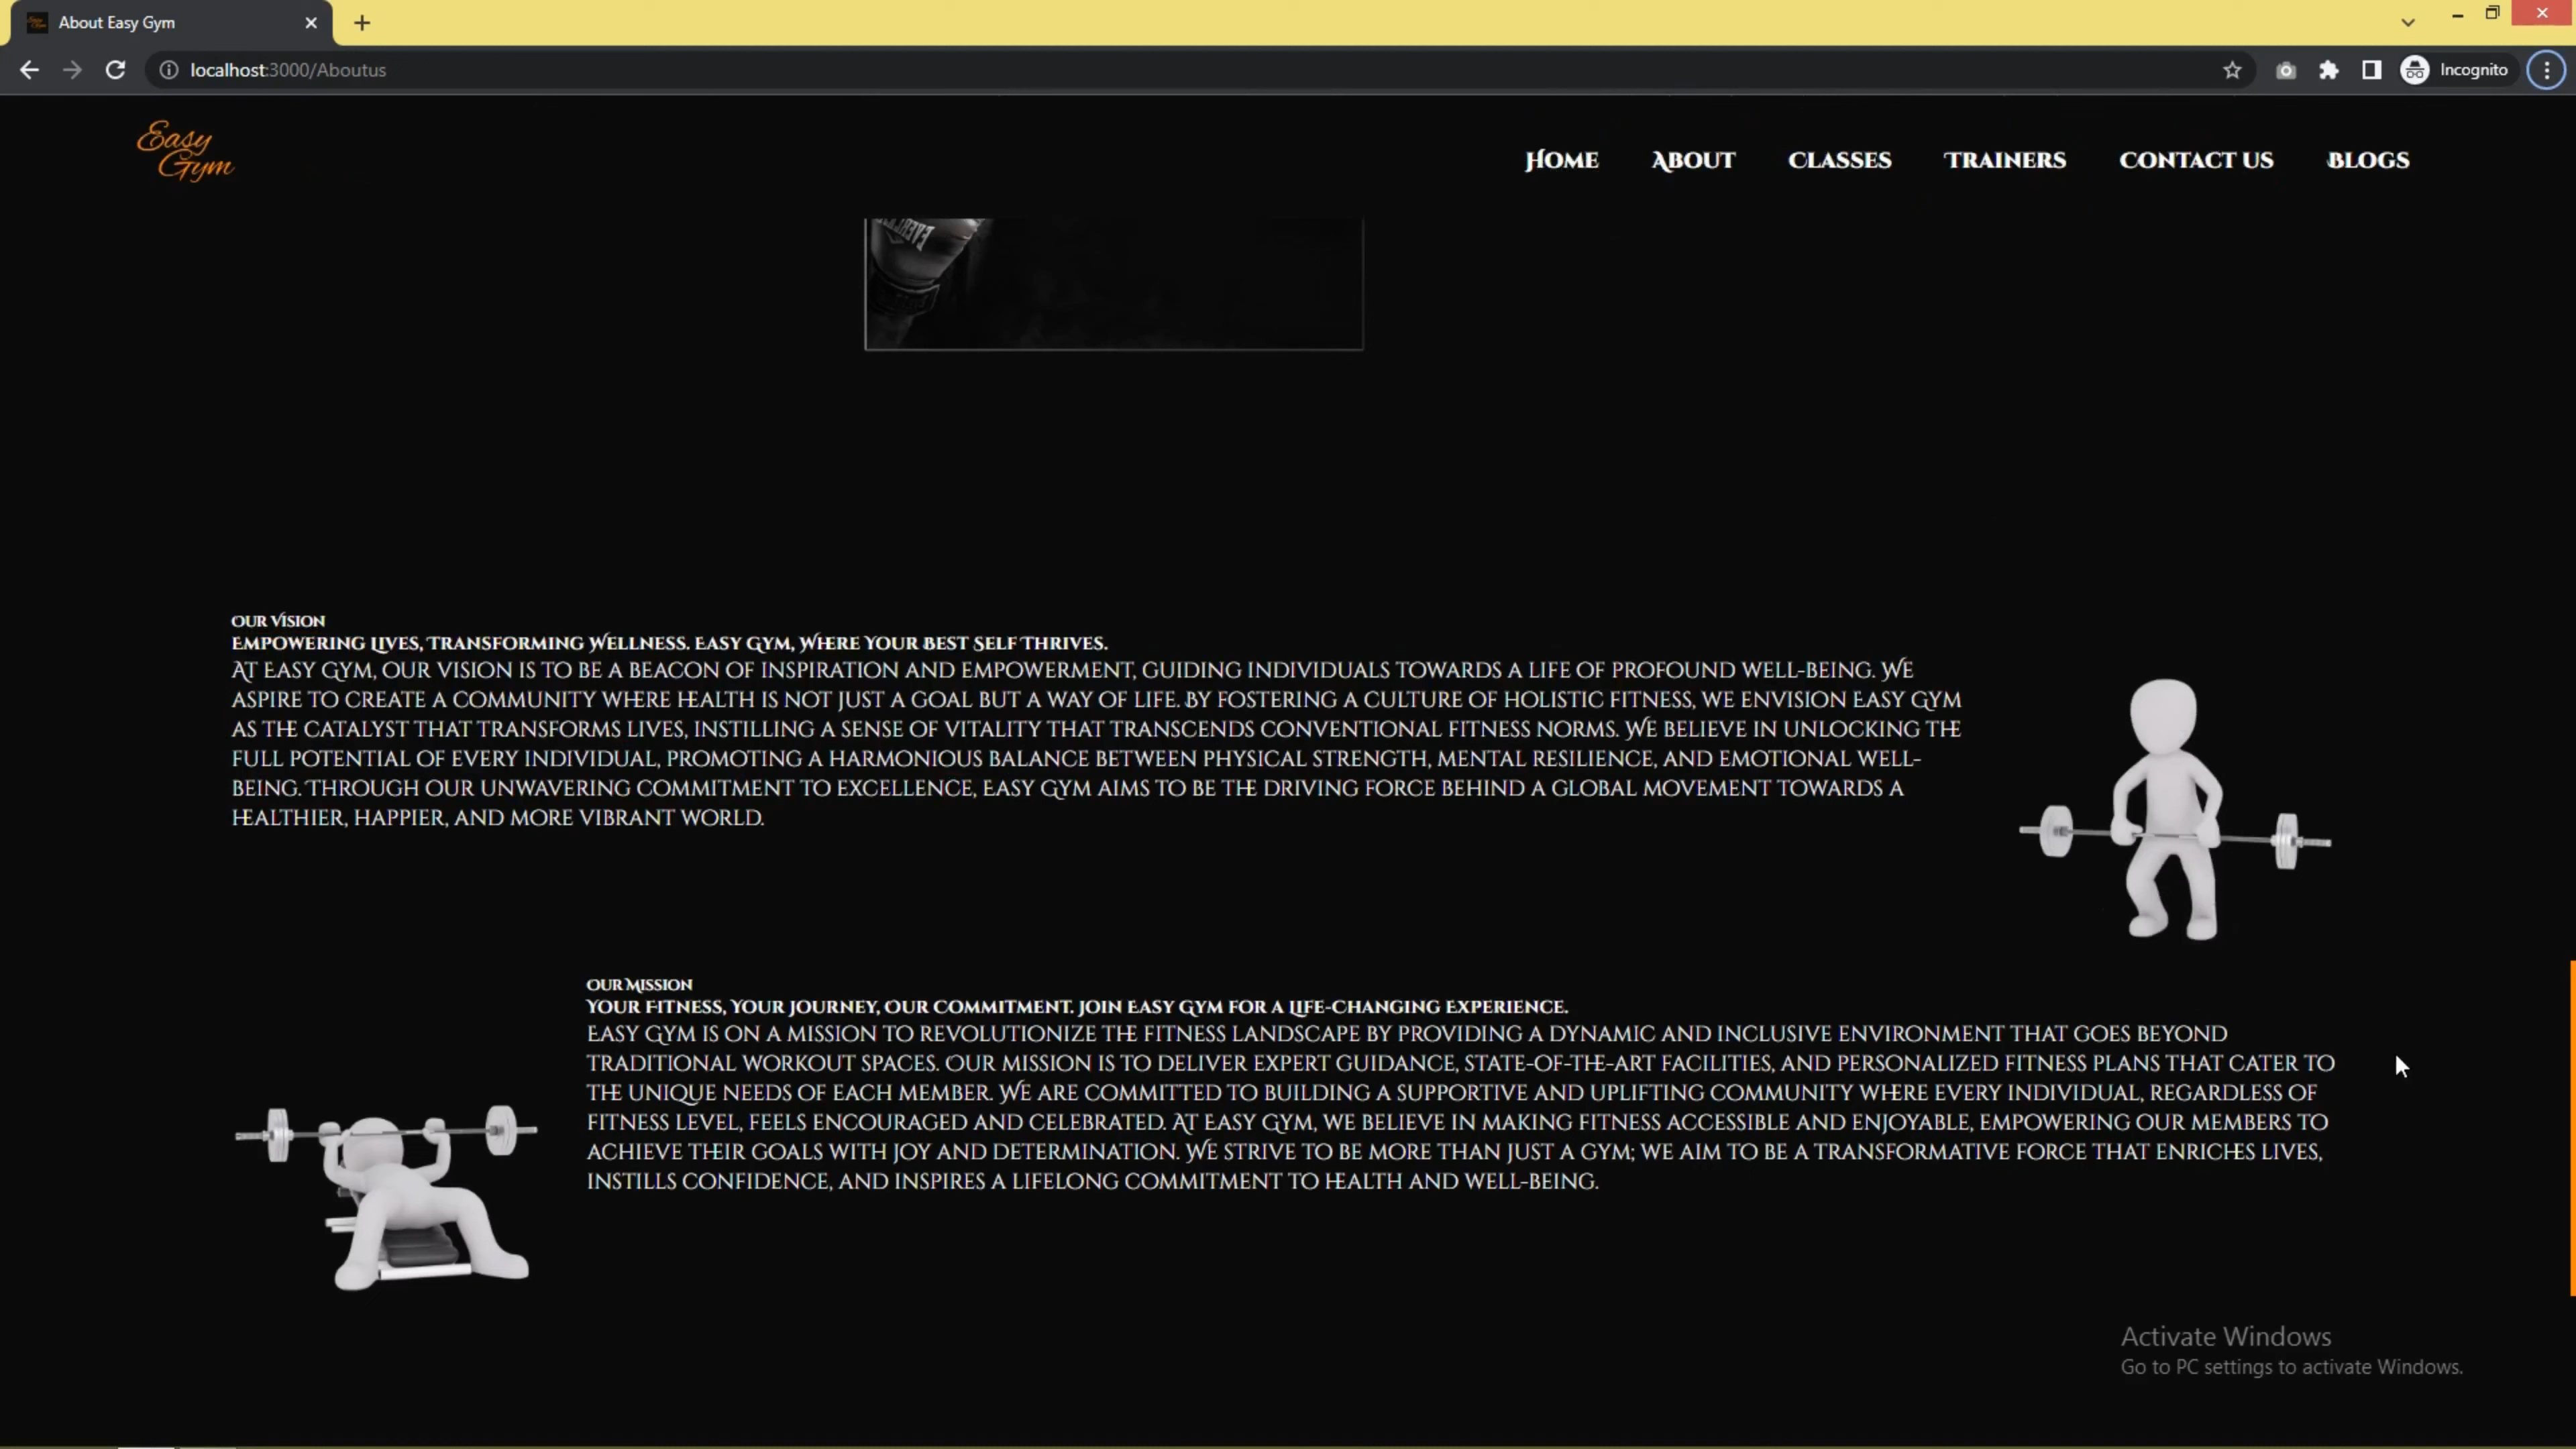 About Easy Gym
localhost:3000/Aboutus
Incognito
Easy
Gym
Home About Classes Trainers Contact us Blogs
Our Vision
Empowering Lives, Transforming Wellness. Easy Gym, Where Your Best Self Thrives.
At Easy Gym, our vision is to be a beacon of inspiration and empowerment, guiding individuals towards a life of profound well-being. We
aspire to create a community where health is not just a goal but a way of life. By fostering a culture of holistic fitness, we envision Easy Gym
as the catalyst that transforms lives, instilling a sense of vitality that transcends conventional fitness norms. We believe in unlocking the
full potential of every individual, promoting a harmonious balance between physical strength, mental resilience, and emotional well-
being. Through our unwavering commitment to excellence, Easy Gym aims to be the driving force behind a global movement towards a
healthier, happier, and more vibrant world.
Our Mission
Your Fitness, Your Journey, Our Commitment. Join Easy Gym for a Life-Changing Experience.
Easy Gym is on a mission to revolutionize the fitness landscape by providing a dynamic and inclusive environment that goes beyond
traditional workout spaces. Our mission is to deliver expert guidance, state-of-the-art facilities, and personalized fitness plans that cater to
the unique needs of each member. We are committed to building a supportive and uplifting community where every individual, regardless of
fitness level, feels encouraged and celebrated. At Easy Gym, we believe in making fitness accessible and enjoyable, empowering our members to
achieve their goals with joy and determination. We strive to be more than just a gym; we aim to be a transformative force that enriches lives,
instills confidence, and inspires a lifelong commitment to health and well-being.
Activate Windows
Go to PC settings to activate Windows.